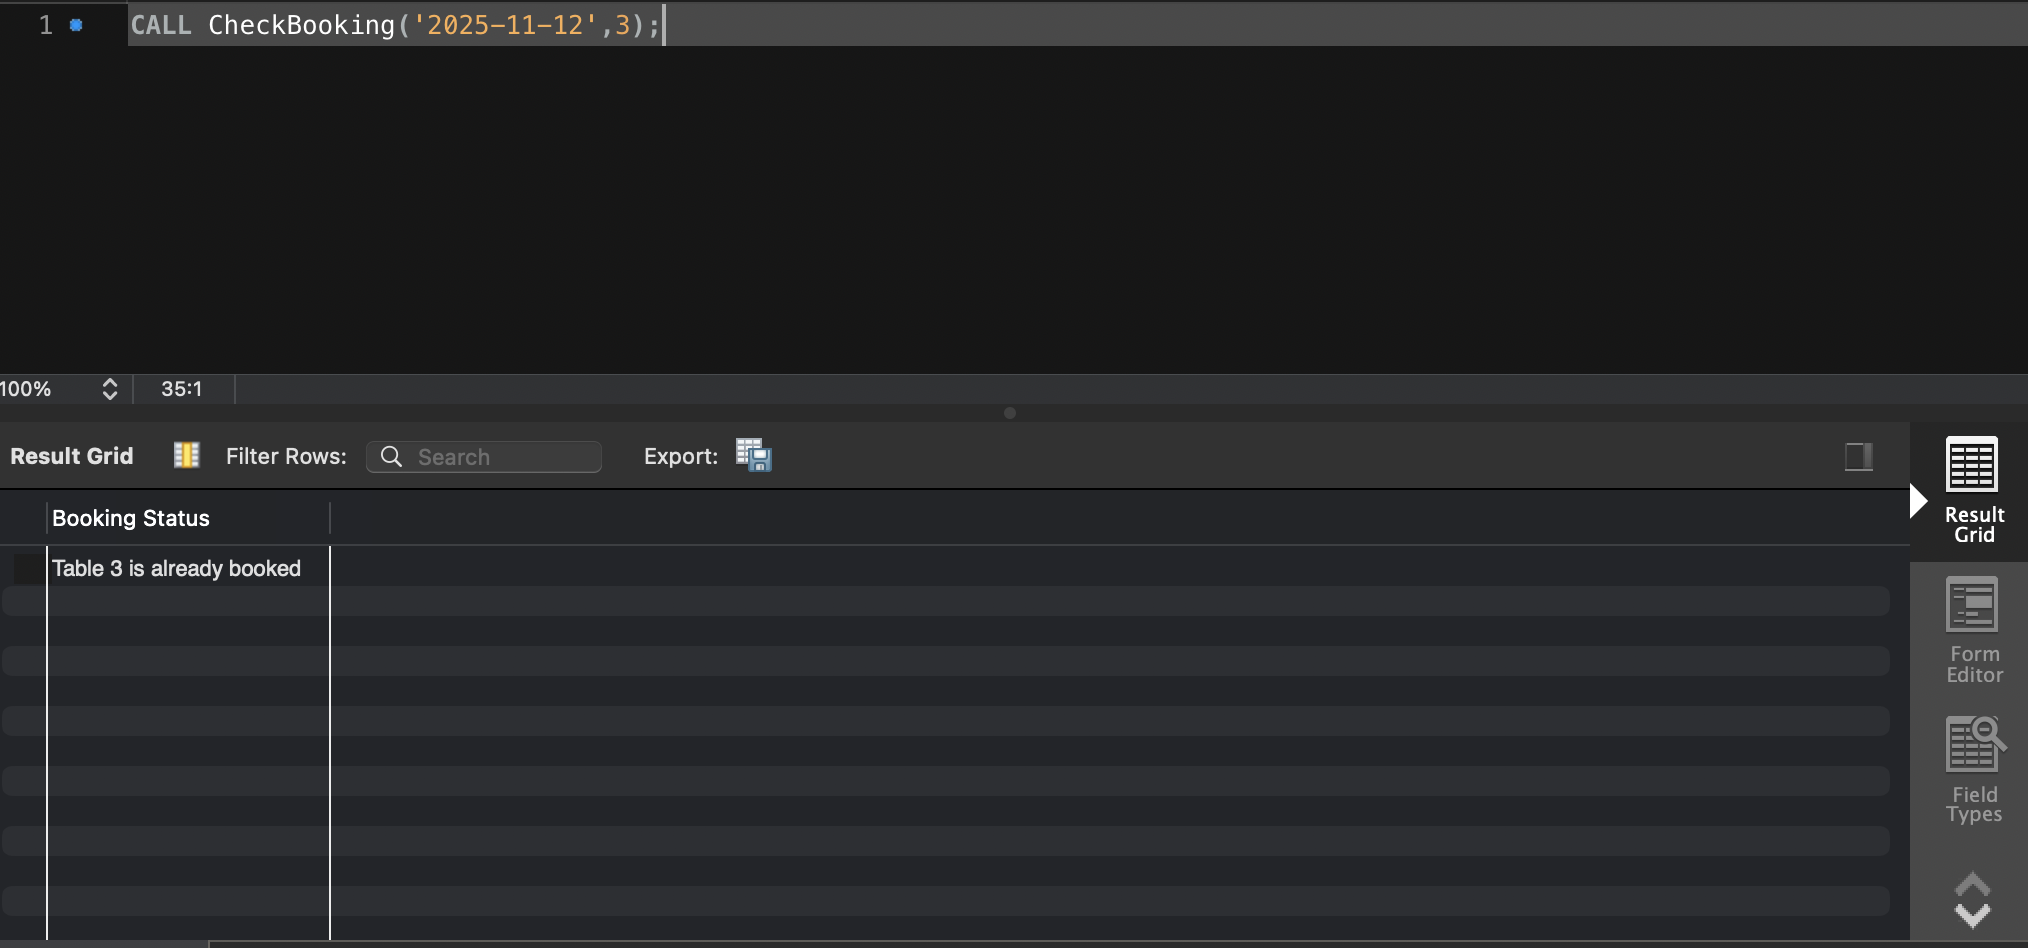 1 CALL CheckBooking('2025-11-12',3);
100% 35:1
Result Grid Filter Rows: Search Export:
Booking Status
Table 3 is already booked
Result
Grid
Form
Editor
Field
Types